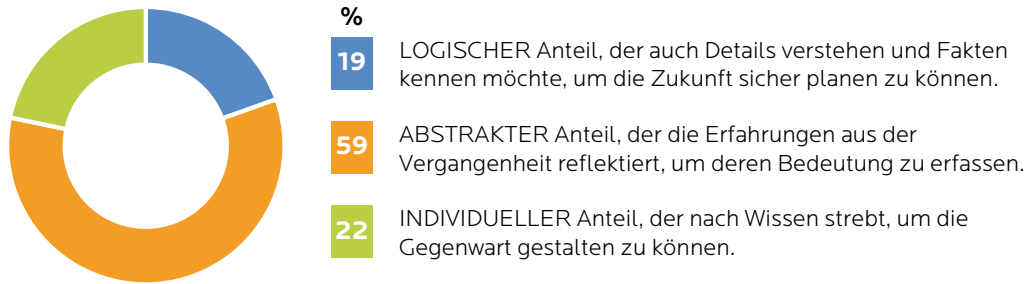 %
19 LOGISCHER Anteil, der auch Details verstehen und Fakten
kennen möchte, um die Zukunft sicher planen zu können.
59 ABSTRAKTER Anteil, der die Erfahrungen aus der
Vergangenheit reflektiert, um deren Bedeutung zu erfassen.
22 INDIVIDUELLER Anteil, der nach Wissen strebt, um die
Gegenwart gestalten zu können.